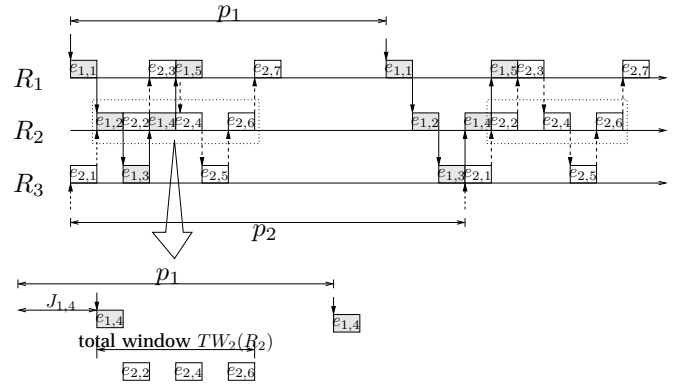 p₁
e₁,₁ e₂,₃ e₁,₅ e₂,₇ e₁,₁ e₁,₅ e₂,₃ e₂,₇
R₁
e₁,₂ e₂,₂ e₁,₄ e₂,₄ e₂,₆ e₁,₂ e₁,₄ e₂,₂ e₂,₄ e₂,₆
R₂
e₂,₁ e₁,₃ e₂,₅ e₁,₃ e₂,₁ e₂,₅
R₃
p₂
p₁
J₁,₄
e₁,₄ e₁,₄
total window TW₂(R₂)
e₂,₂ e₂,₄ e₂,₆